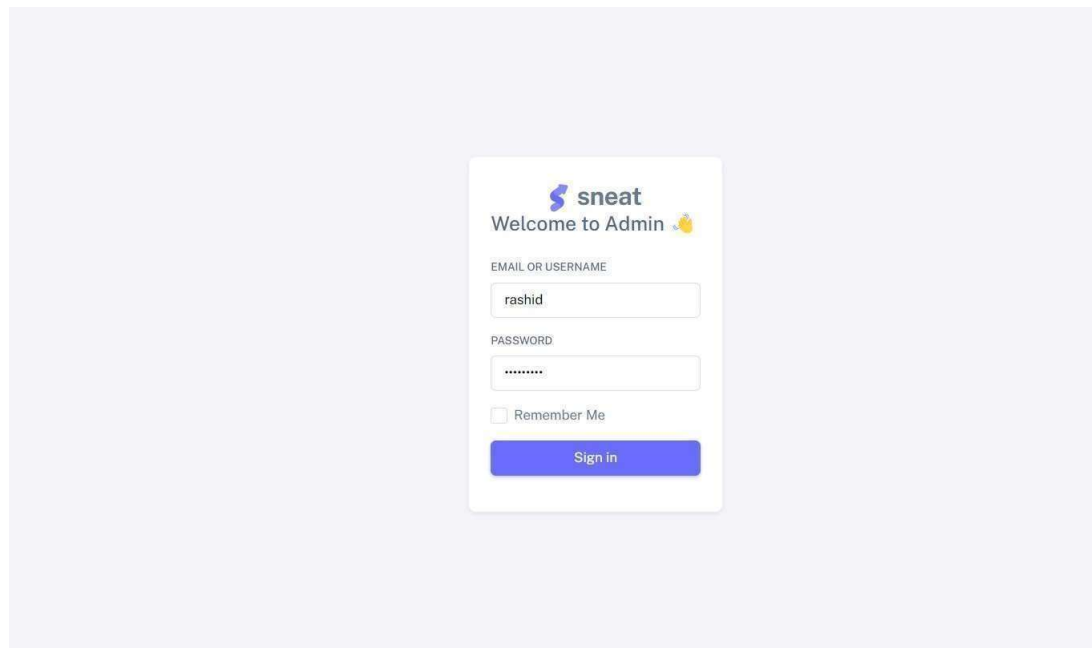 sneat
Welcome to Admin 👋
EMAIL OR USERNAME
rashid
PASSWORD
•••••••••
Remember Me
Sign in